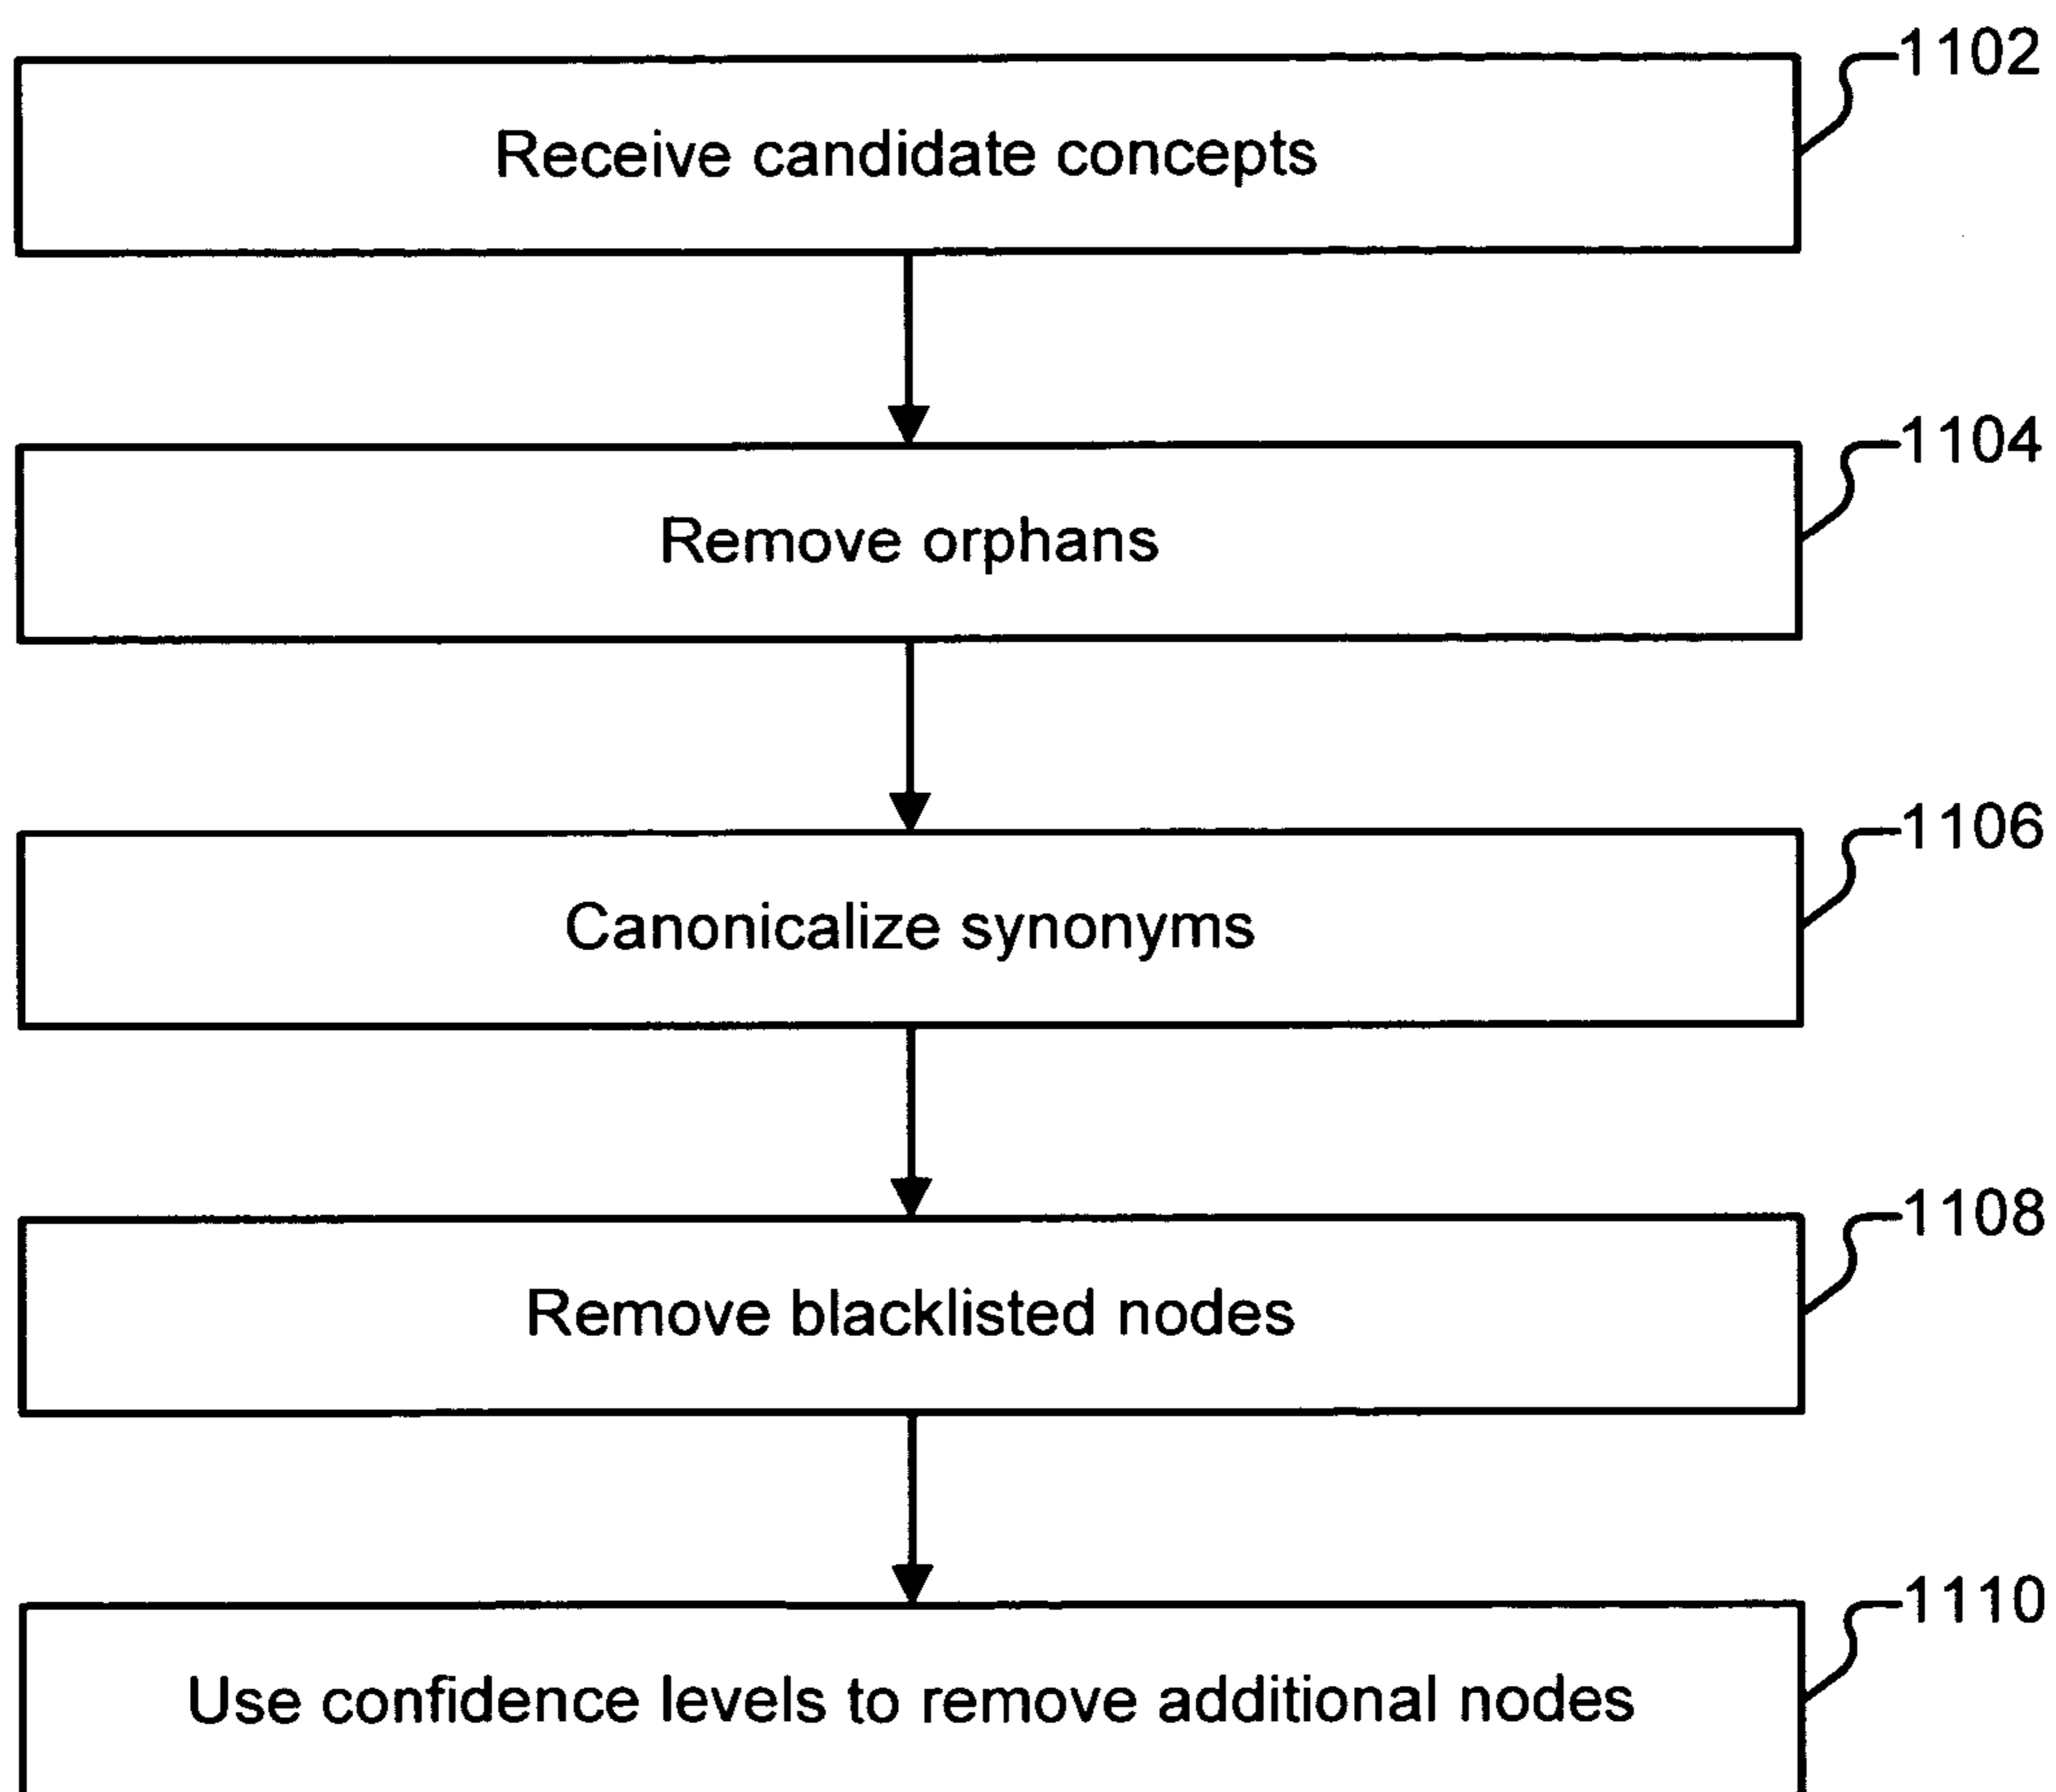 1102
Receive candidate concepts
1104
Remove orphans
1106
Canonicalize synonyms
1108
Remove blacklisted nodes
1110
Use confidence levels to remove additional nodes